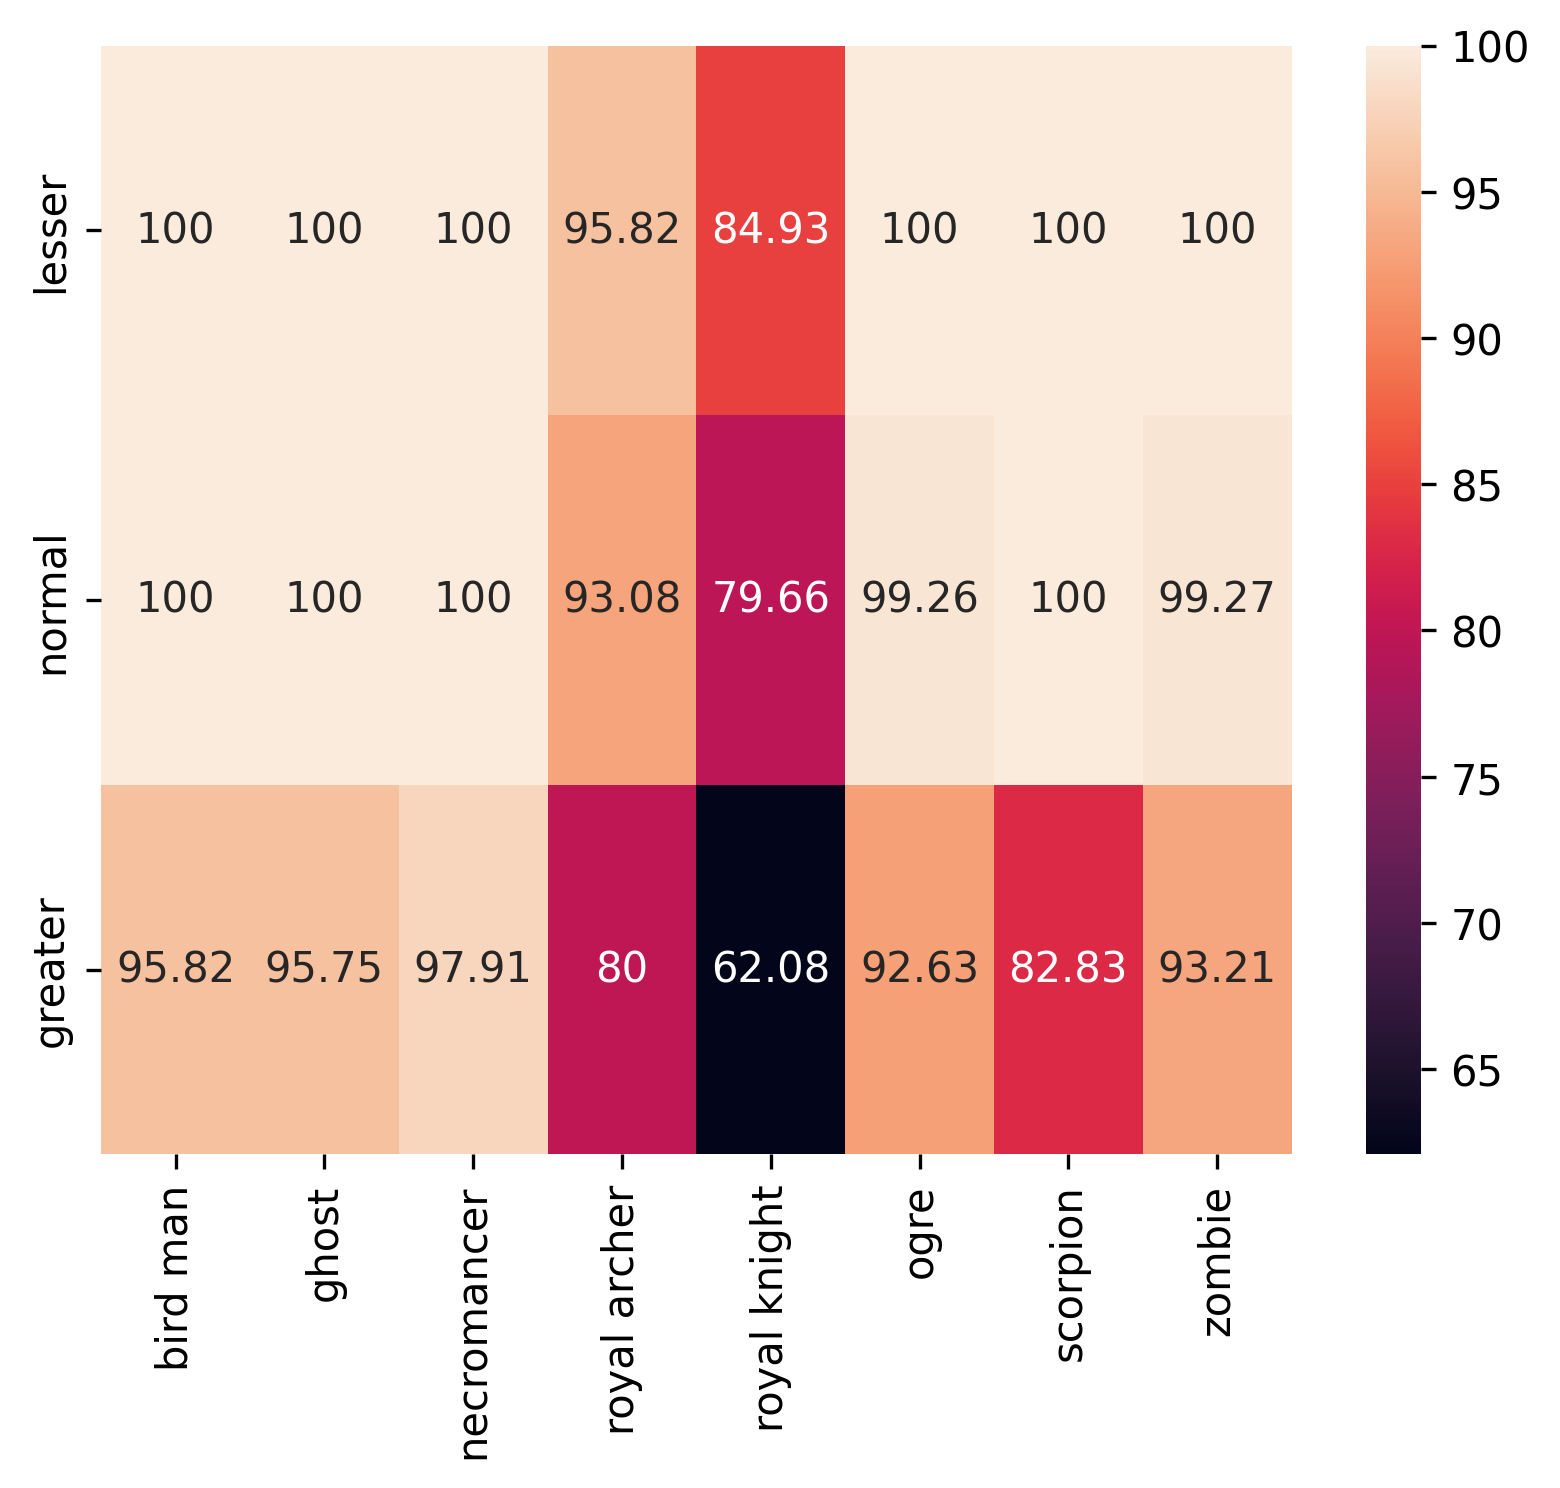 lesser 100 100 100 95.82 84.93 100 100 100
normal 100 100 100 93.08 79.66 99.26 100 99.27
greater 95.82 95.75 97.91 80 62.08 92.63 82.83 93.21
bird man ghost necromancer royal archer royal knight ogre scorpion zombie
100
95
90
85
80
75
70
65